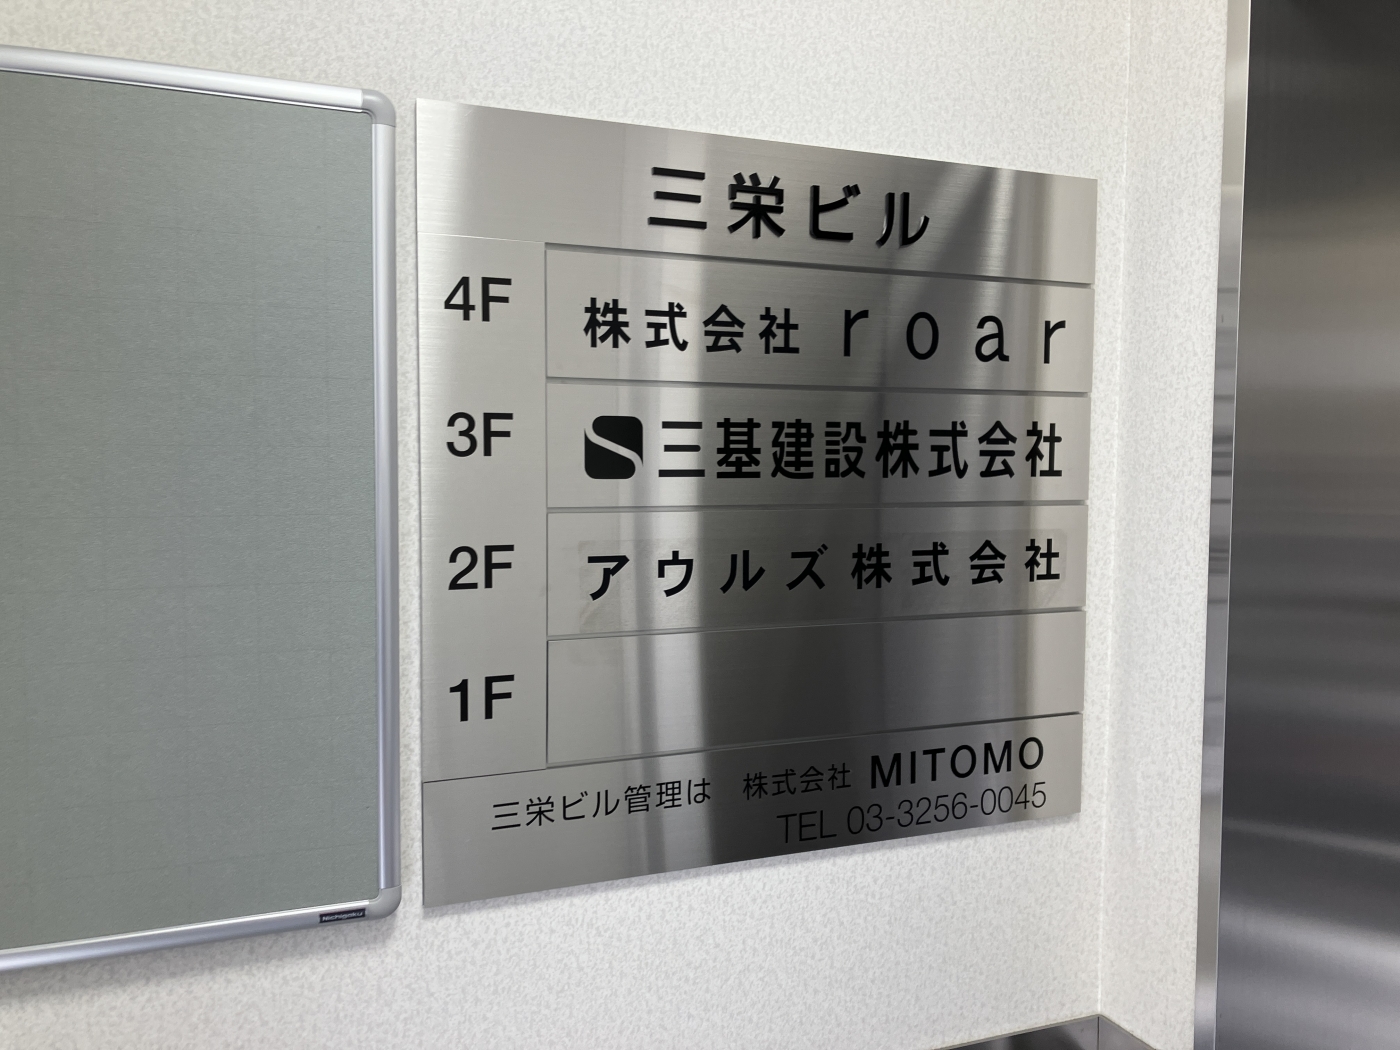 三栄ビル
4F 株式会社 roar
3F 三基建設株式会社
2F アウルズ株式会社
1F
三栄ビル管理は 株式会社 MITOMO
TEL 03-3256-0045